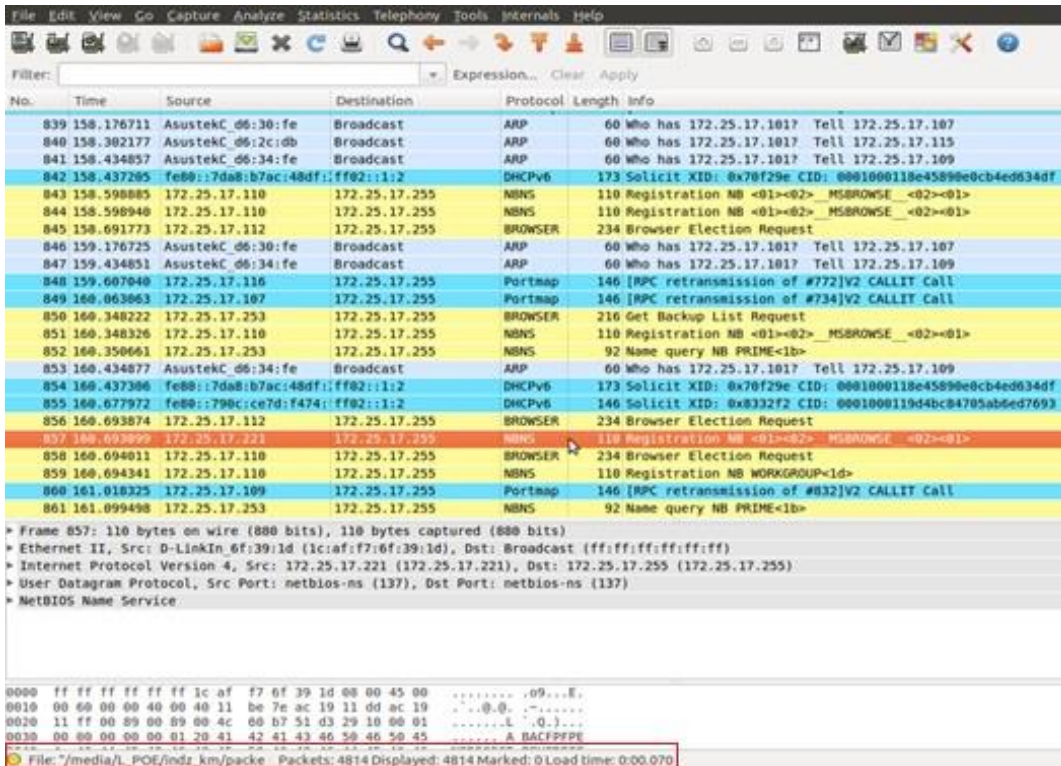 File Edit View Go Capture Analyze Statistics Telephony Tools Internals Help
Filter: Expression... Clear Apply
No. Time Source Destination Protocol Length Info
839 158.176711 AsustekC_d6:30:fe Broadcast ARP 60 Who has 172.25.17.101? Tell 172.25.17.107
840 158.302177 AsustekC_d6:2c:db Broadcast ARP 60 Who has 172.25.17.101? Tell 172.25.17.115
841 158.434857 AsustekC_d6:34:fe Broadcast ARP 60 Who has 172.25.17.101? Tell 172.25.17.109
842 158.437205 fe80::7da8:b7ac:48df: ff02::1:2 DHCPv6 173 Solicit XID: 0x70f29e CID: 0001000118e45890e0cb4ed634df
843 158.598885 172.25.17.110 172.25.17.255 NBNS 110 Registration NB <01><02>__MSBROWSE__<02><01>
844 158.598940 172.25.17.110 172.25.17.255 NBNS 110 Registration NB <01><02>__MSBROWSE__<02><01>
845 158.691773 172.25.17.112 172.25.17.255 BROWSER 234 Browser Election Request
846 159.176725 AsustekC_d6:30:fe Broadcast ARP 60 Who has 172.25.17.101? Tell 172.25.17.107
847 159.434851 AsustekC_d6:34:fe Broadcast ARP 60 Who has 172.25.17.101? Tell 172.25.17.109
848 159.607040 172.25.17.116 172.25.17.255 Portmap 146 [RPC retransmission of #772]V2 CALLIT Call
849 160.063063 172.25.17.107 172.25.17.255 Portmap 146 [RPC retransmission of #734]V2 CALLIT Call
850 160.348222 172.25.17.253 172.25.17.255 BROWSER 216 Get Backup List Request
851 160.348326 172.25.17.110 172.25.17.255 NBNS 110 Registration NB <01><02>__MSBROWSE__<02><01>
852 160.350661 172.25.17.253 172.25.17.255 NBNS 92 Name query NB PRIME<1b>
853 160.434877 AsustekC_d6:34:fe Broadcast ARP 60 Who has 172.25.17.101? Tell 172.25.17.109
854 160.437306 fe80::7da8:b7ac:48df: ff02::1:2 DHCPv6 173 Solicit XID: 0x70f29e CID: 0001000118e45890e0cb4ed634df
855 160.677972 fe80::790c:ce7d:f474: ff02::1:2 DHCPv6 146 Solicit XID: 0x8332f2 CID: 0001000119d4bc84705ab6ed7693
856 160.693874 172.25.17.112 172.25.17.255 BROWSER 234 Browser Election Request
857 160.693899 172.25.17.221 172.25.17.255 NBNS 110 Registration NB <01><02>__MSBROWSE__<02><01>
858 160.694011 172.25.17.110 172.25.17.255 BROWSER 234 Browser Election Request
859 160.694341 172.25.17.110 172.25.17.255 NBNS 110 Registration NB WORKGROUP<1d>
860 161.018325 172.25.17.109 172.25.17.255 Portmap 146 [RPC retransmission of #832]V2 CALLIT Call
861 161.099498 172.25.17.253 172.25.17.255 NBNS 92 Name query NB PRIME<1b>
Frame 857: 110 bytes on wire (880 bits), 110 bytes captured (880 bits)
Ethernet II, Src: D-LinkIn_6f:39:1d (1c:af:f7:6f:39:1d), Dst: Broadcast (ff:ff:ff:ff:ff:ff)
Internet Protocol Version 4, Src: 172.25.17.221 (172.25.17.221), Dst: 172.25.17.255 (172.25.17.255)
User Datagram Protocol, Src Port: netbios-ns (137), Dst Port: netbios-ns (137)
NetBIOS Name Service
0000 ff ff ff ff ff ff 1c af f7 6f 39 1d 08 00 45 00 ........ .o9...E.
0010 00 60 00 00 40 00 40 11 be 7e ac 19 11 dd ac 19 .`..@.@. .~......
0020 11 ff 00 89 00 89 00 4c 60 b7 51 d3 29 10 00 01 .......L `.Q.)...
0030 00 00 00 00 00 01 20 41 42 41 43 46 50 46 50 45 ...... A BACFPFPE
File: "/media/L_POE/indz_km/packe Packets: 4814 Displayed: 4814 Marked: 0 Load time: 0:00.070